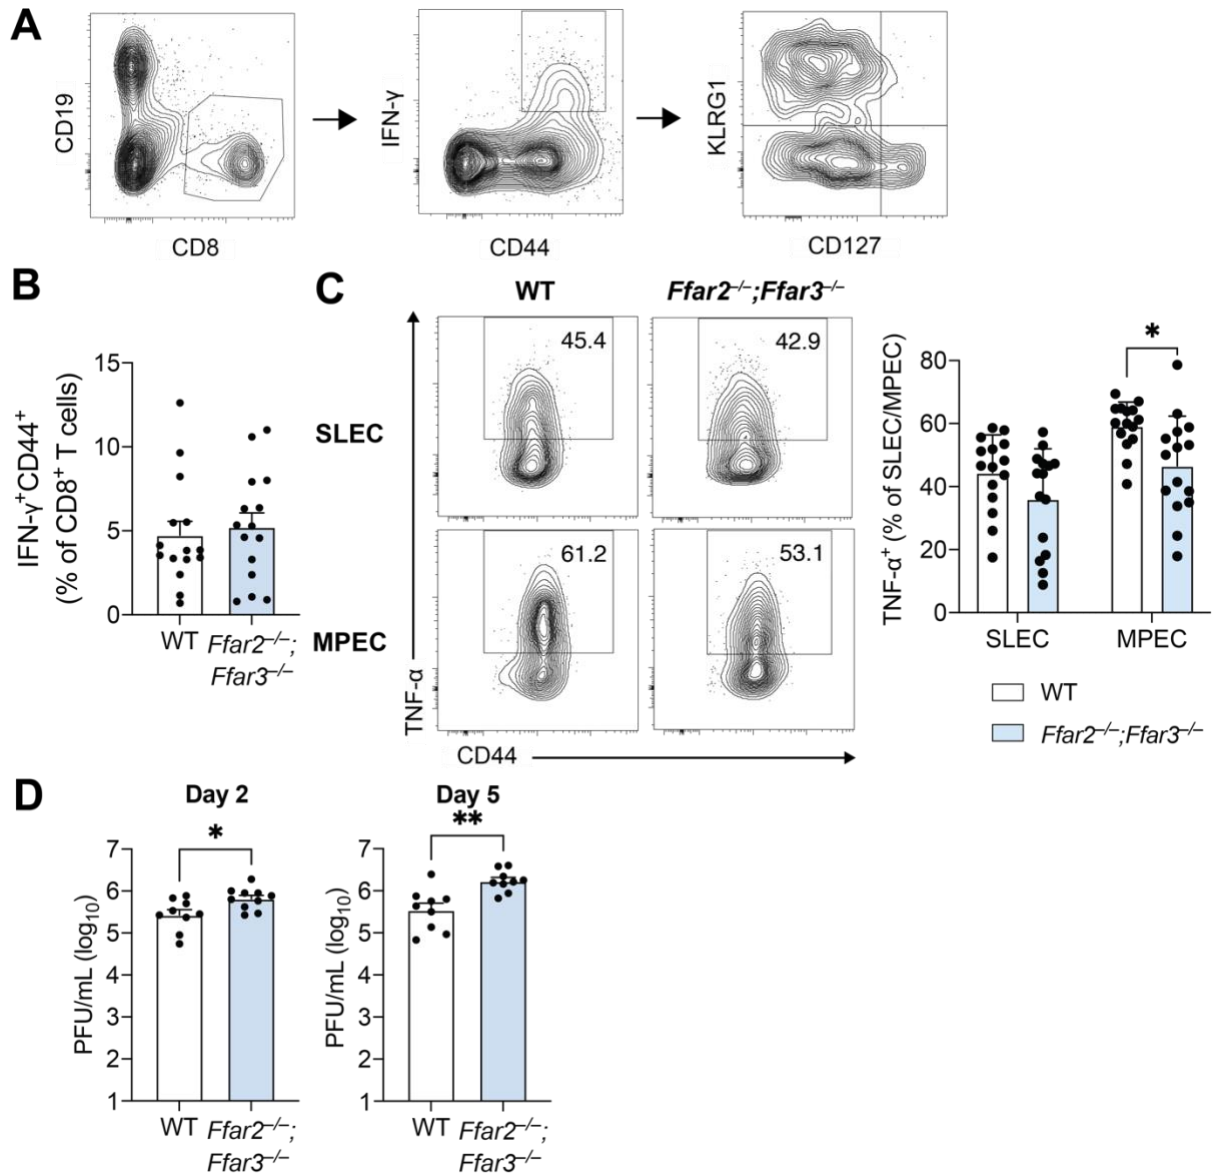 A
CD19
CD8
IFN-γ
CD44
KLRG1
CD127
B
IFN-γ⁺CD44⁺
(% of CD8⁺ T cells)
15
10
5
0
WT
Ffar2⁻/⁻;
Ffar3⁻/⁻
C
WT
Ffar2⁻/⁻;Ffar3⁻/⁻
SLEC
45.4
42.9
MPEC
61.2
53.1
TNF-α
CD44
TNF-α⁺ (% of SLEC/MPEC)
80
60
40
20
0
*
SLEC
MPEC
WT
Ffar2⁻/⁻;Ffar3⁻/⁻
D
Day 2
*
PFU/mL (log₁₀)
7
6
5
4
3
2
1
WT
Ffar2⁻/⁻;
Ffar3⁻/⁻
Day 5
**
PFU/mL (log₁₀)
7
6
5
4
3
2
1
WT
Ffar2⁻/⁻;
Ffar3⁻/⁻